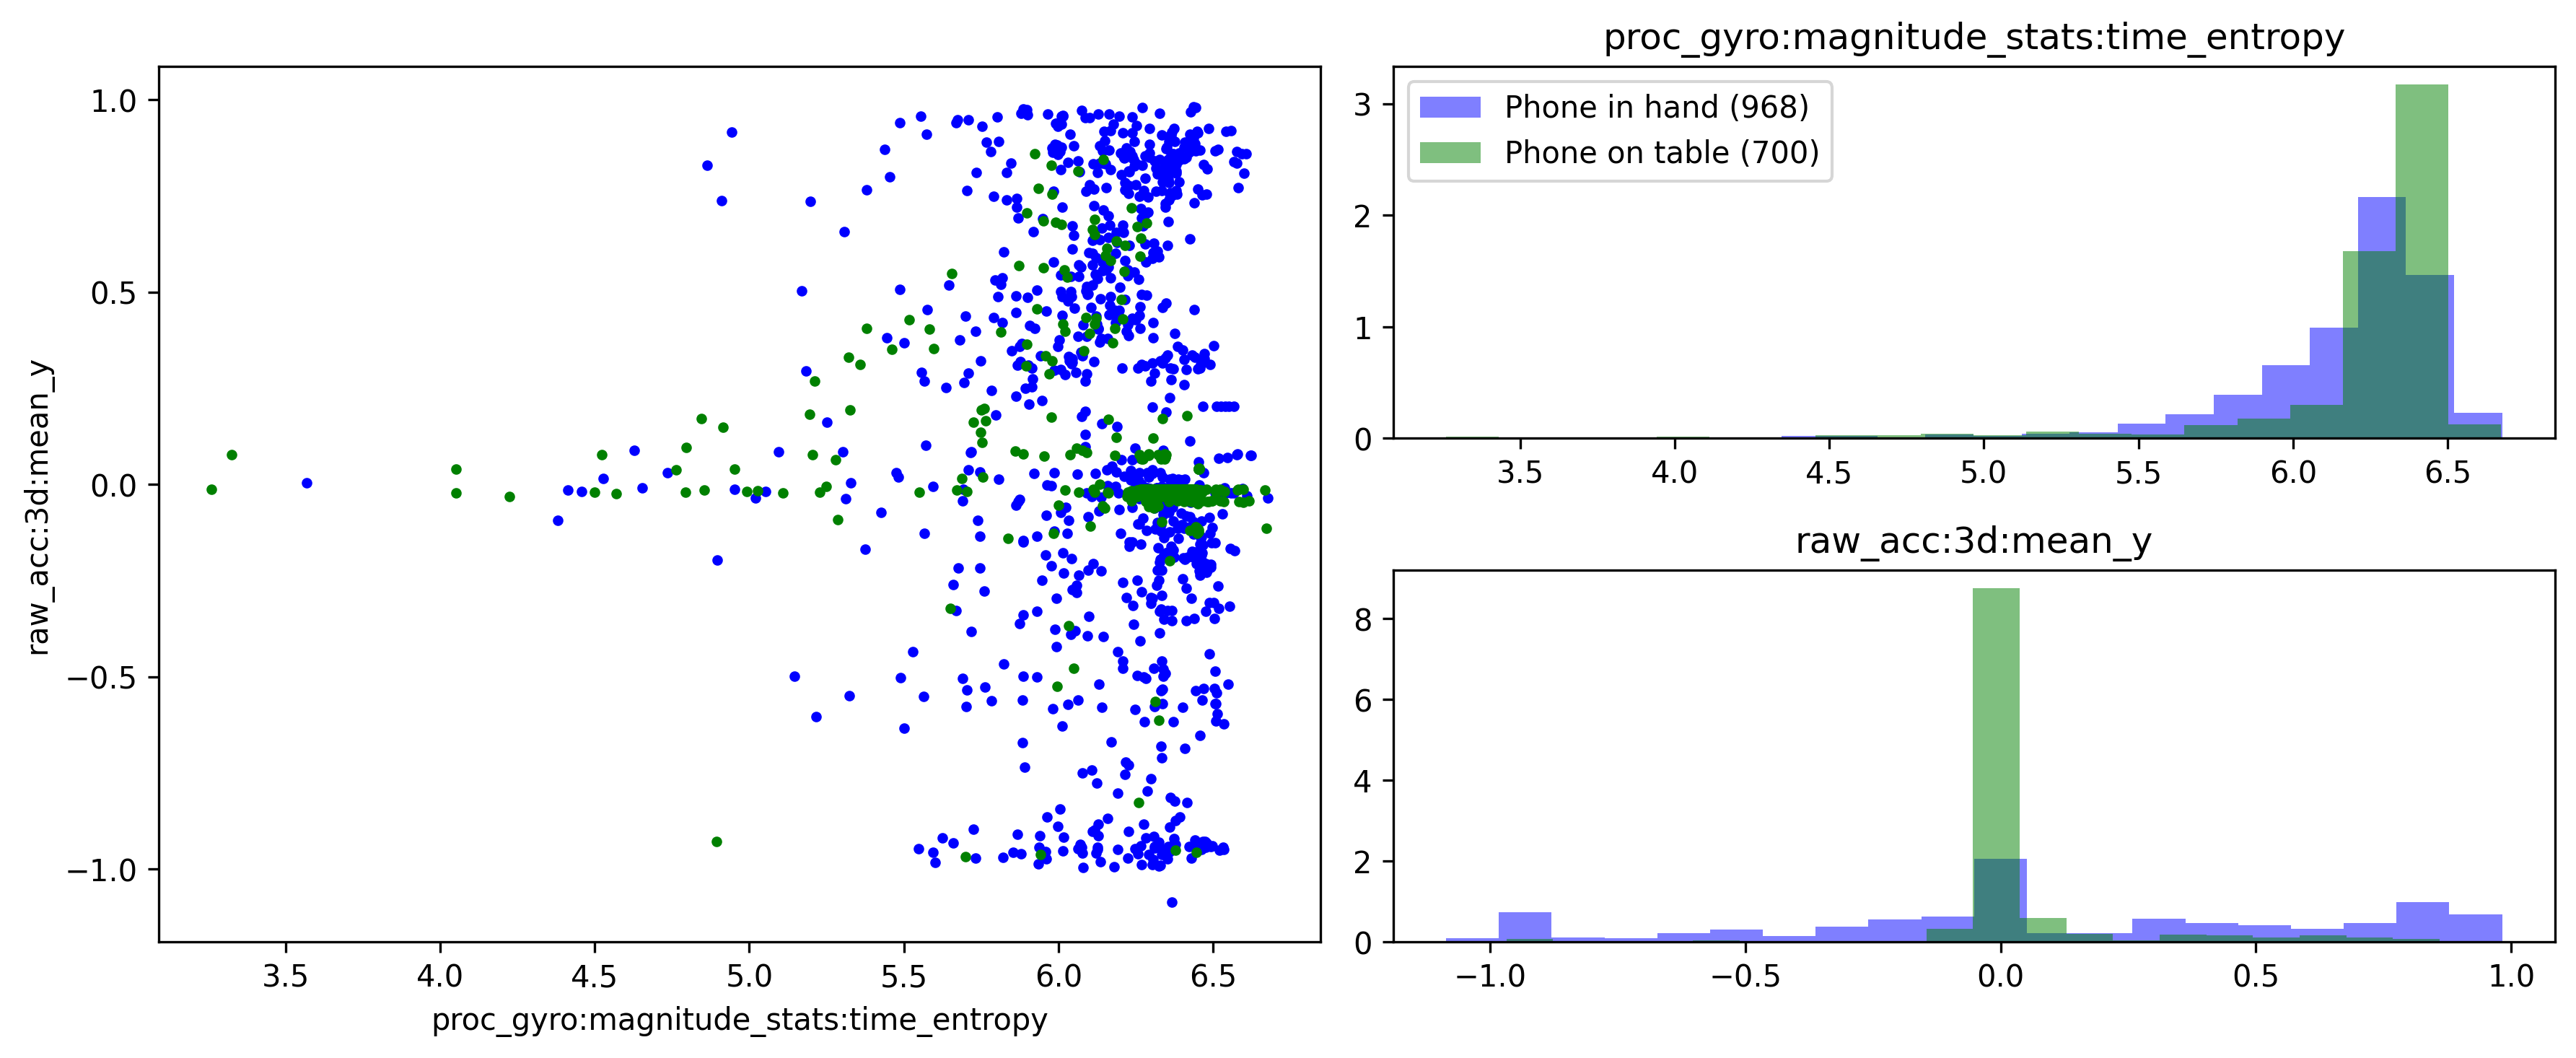 raw_acc:3d:mean_y
1.0
0.5
0.0
−0.5
−1.0
3.5 4.0 4.5 5.0 5.5 6.0 6.5
proc_gyro:magnitude_stats:time_entropy
proc_gyro:magnitude_stats:time_entropy
Phone in hand (968)
Phone on table (700)
3
2
1
0
3.5 4.0 4.5 5.0 5.5 6.0 6.5
raw_acc:3d:mean_y
8
6
4
2
0
−1.0 −0.5 0.0 0.5 1.0